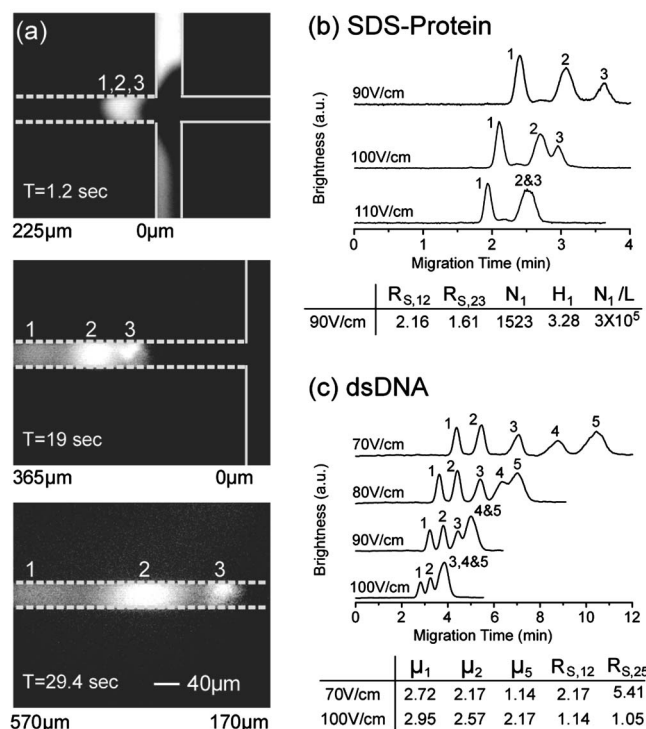 (a)
1,2,3
T=1.2 sec
225μm 0μm
1 2 3
T=19 sec
365μm 0μm
1 2 3
T=29.4 sec 40μm
570μm 170μm
(b) SDS-Protein
Brightness (a.u.)
90V/cm 1 2 3
100V/cm 1 2 3
110V/cm 1 2&3
0 1 2 3 4
Migration Time (min)
R_S,12 R_S,23 N_1 H_1 N_1/L
90V/cm 2.16 1.61 1523 3.28 3X10^5
(c) dsDNA
Brightness (a.u.)
70V/cm 1 2 3 4 5
80V/cm 1 2 3 4 5
90V/cm 1 2 3 4&5
100V/cm 1 2 3,4&5
0 2 4 6 8 10 12
Migration Time (min)
μ_1 μ_2 μ_5 R_S,12 R_S,25
70V/cm 2.72 2.17 1.14 2.17 5.41
100V/cm 2.95 2.57 2.17 1.14 1.05